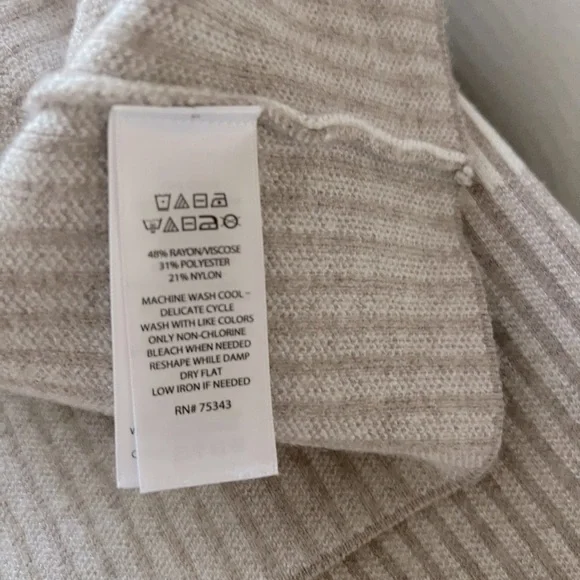 48% RAYON/VISCOSE
31% POLYESTER
21% NYLON
MACHINE WASH COOL –
DELICATE CYCLE
WASH WITH LIKE COLORS
ONLY NON-CHLORINE
BLEACH WHEN NEEDED
RESHAPE WHILE DAMP
DRY FLAT
LOW IRON IF NEEDED
RN# 75343